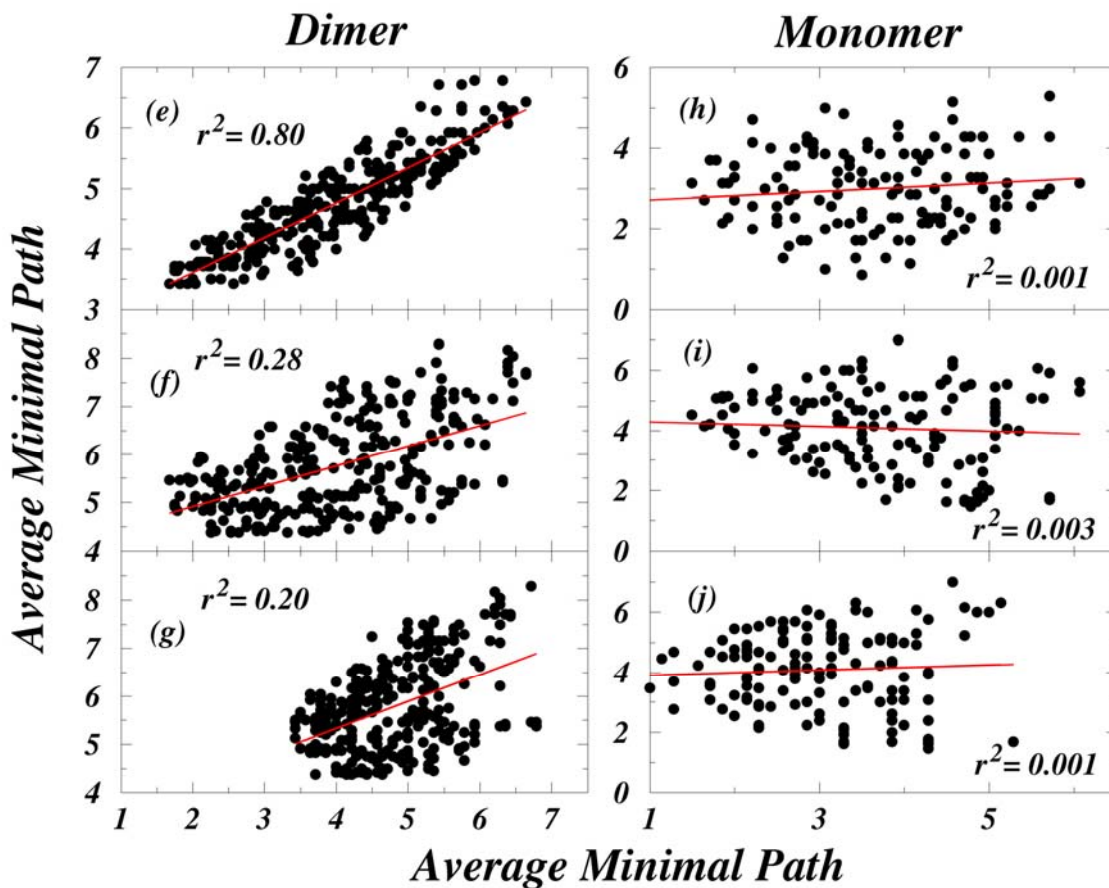 Dimer
Monomer
Average Minimal Path
7
6
5
4
3
(e)
r² = 0.80
6
4
2
0
(h)
r² = 0.001
8
7
6
5
4
(f)
r² = 0.28
6
4
2
0
(i)
r² = 0.003
8
7
6
5
4
(g)
r² = 0.20
6
4
2
0
(j)
r² = 0.001
1 2 3 4 5 6 7
1 3 5
Average Minimal Path